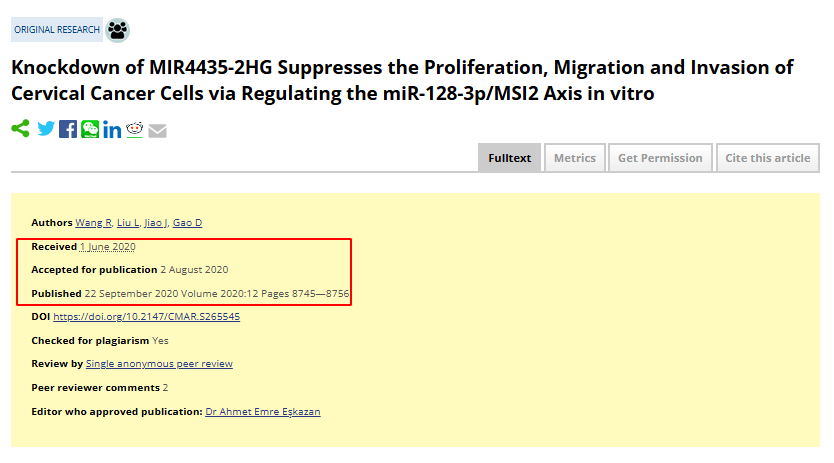 ORIGINAL RESEARCH
Knockdown of MIR4435-2HG Suppresses the Proliferation, Migration and Invasion of
Cervical Cancer Cells via Regulating the miR-128-3p/MSI2 Axis in vitro
Fulltext Metrics Get Permission Cite this article
Authors Wang R, Liu L, Jiao J, Gao D
Received 1 June 2020
Accepted for publication 2 August 2020
Published 22 September 2020 Volume 2020:12 Pages 8745—8756
DOI https://doi.org/10.2147/CMAR.S265545
Checked for plagiarism Yes
Review by Single anonymous peer review
Peer reviewer comments 2
Editor who approved publication: Dr Ahmet Emre Eşkazan